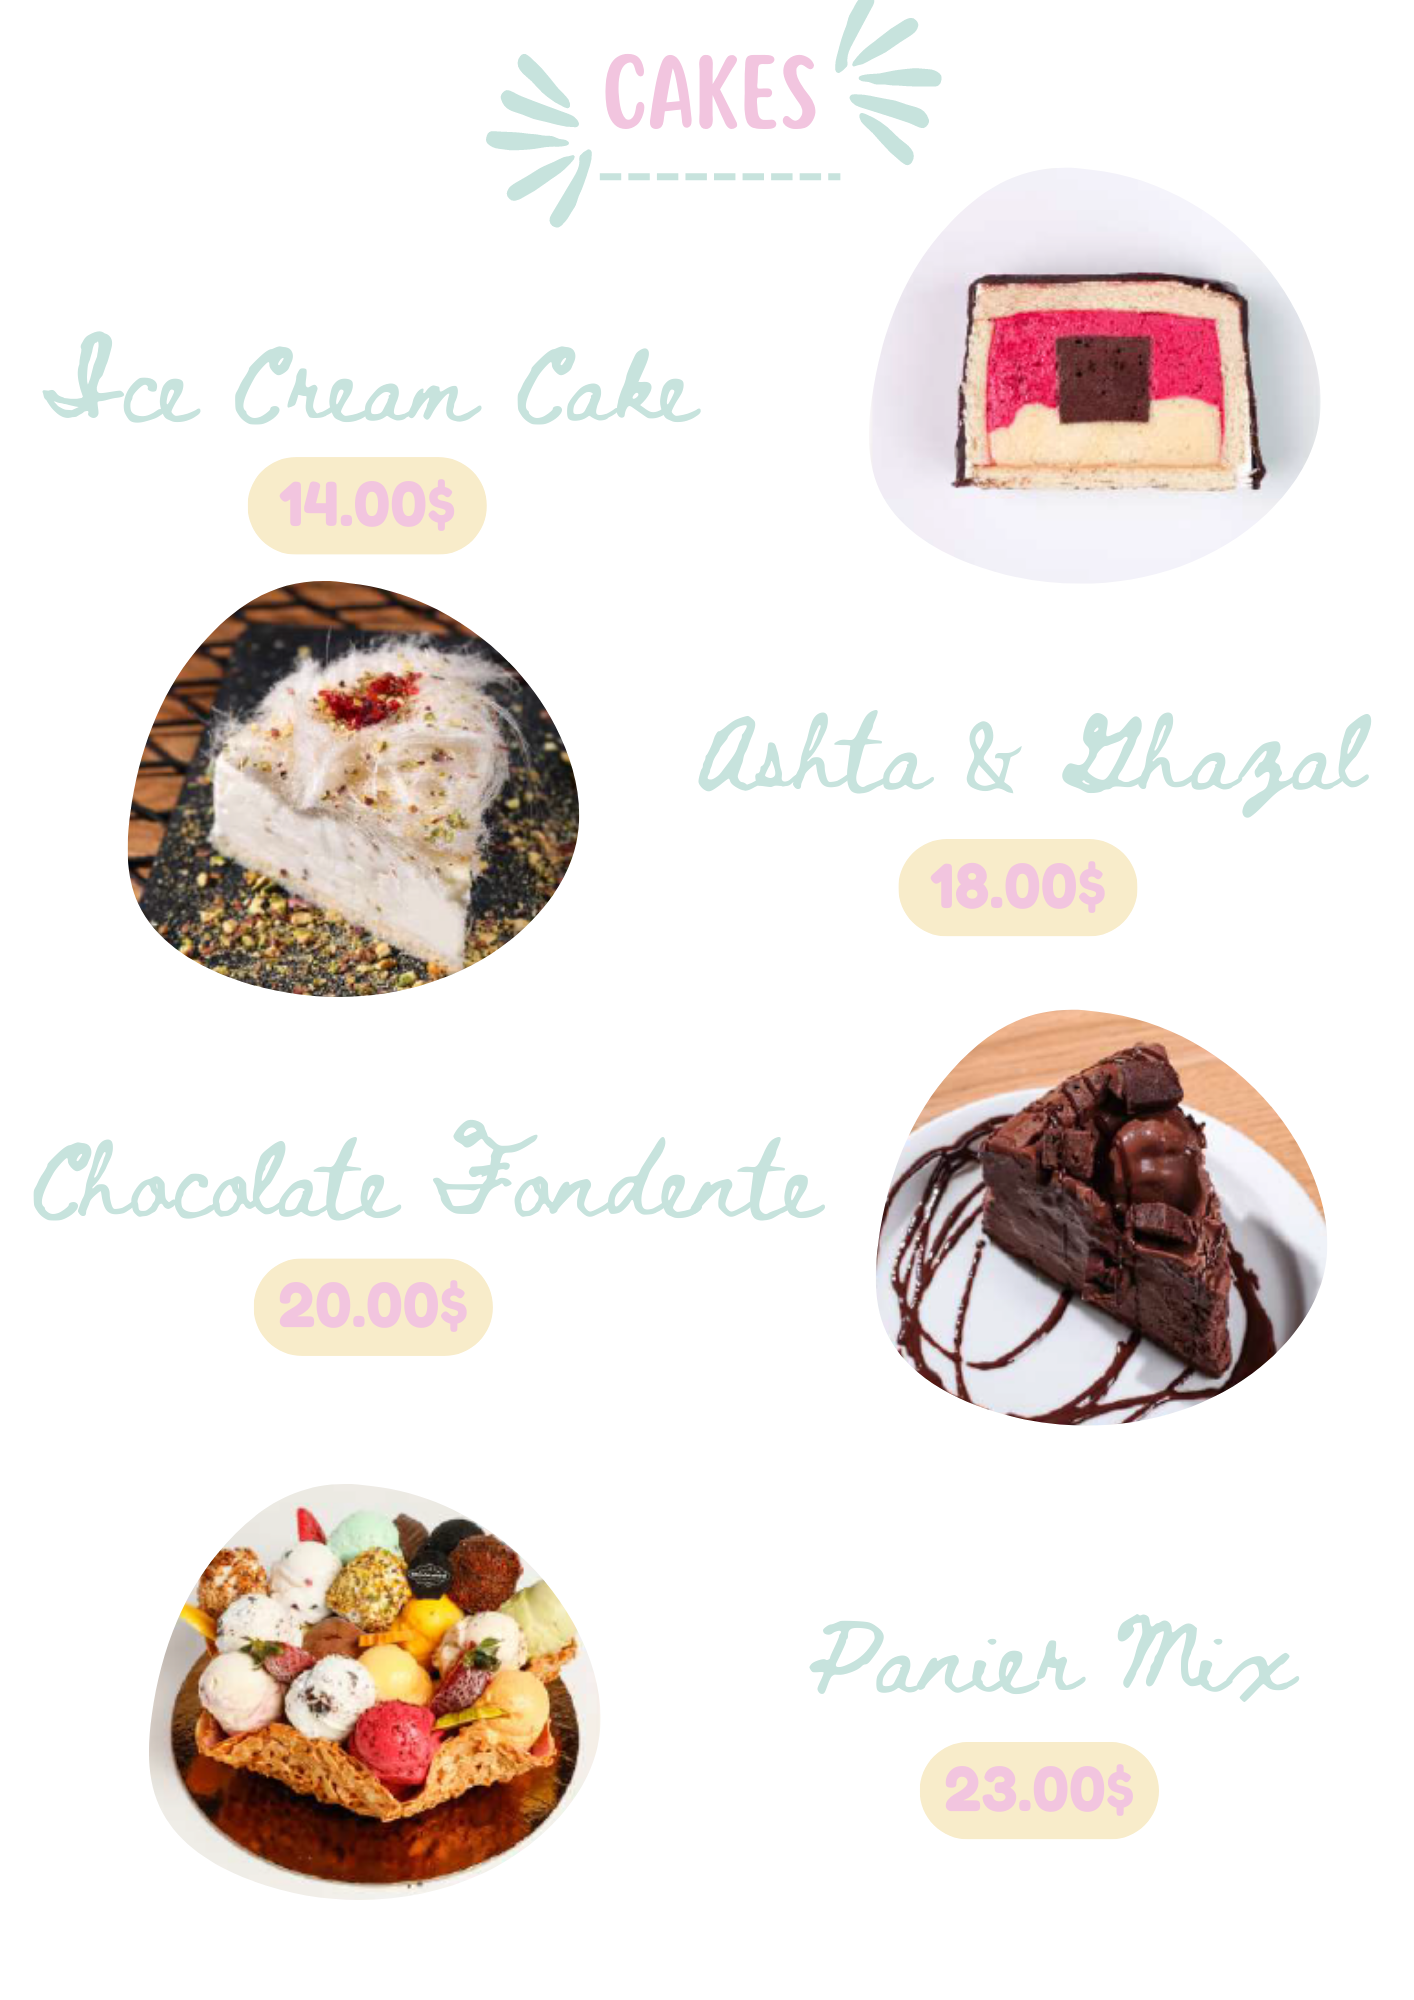 CAKES
Ice Cream Cake
14.00$
Ashta & Ghazal
18.00$
Chocolate Fondente
20.00$
Panier Mix
23.00$